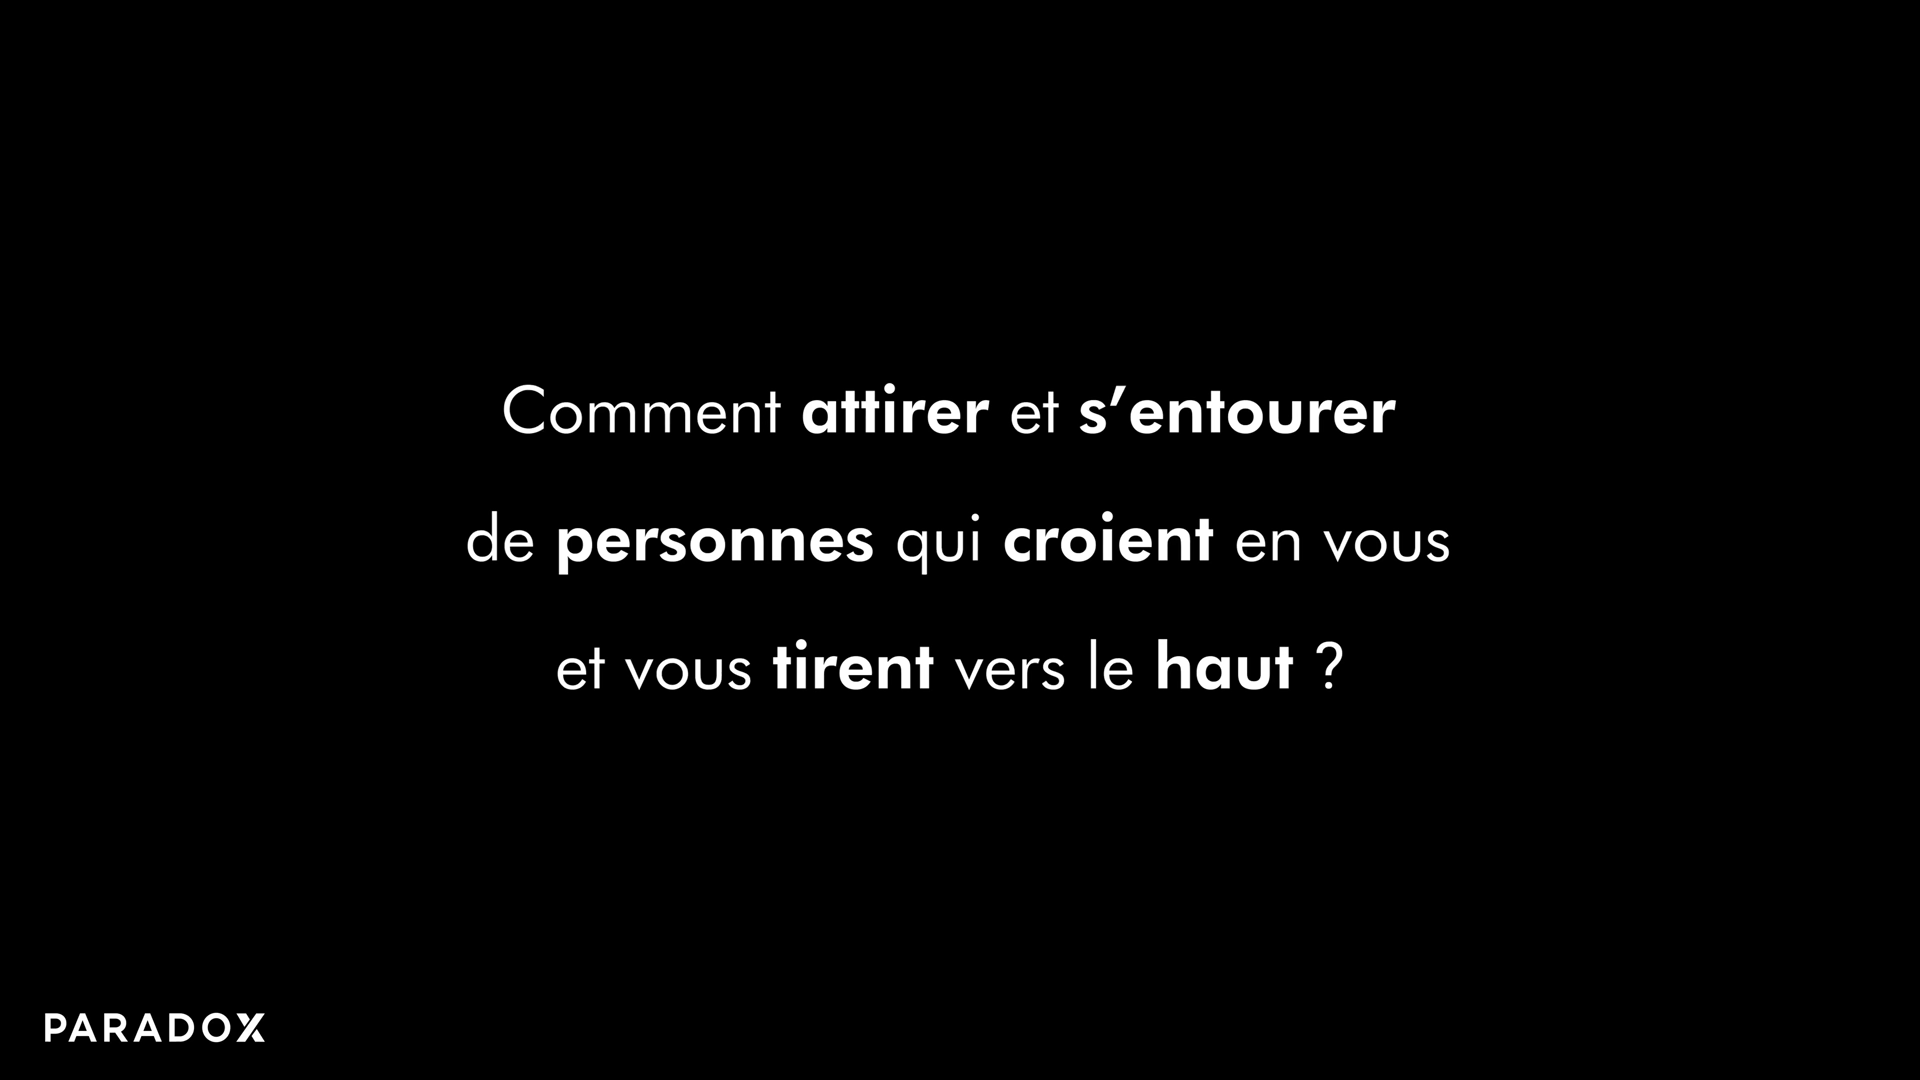 Comment attirer et s’entourer
de personnes qui croient en vous
et vous tirent vers le haut ?
PARADOX